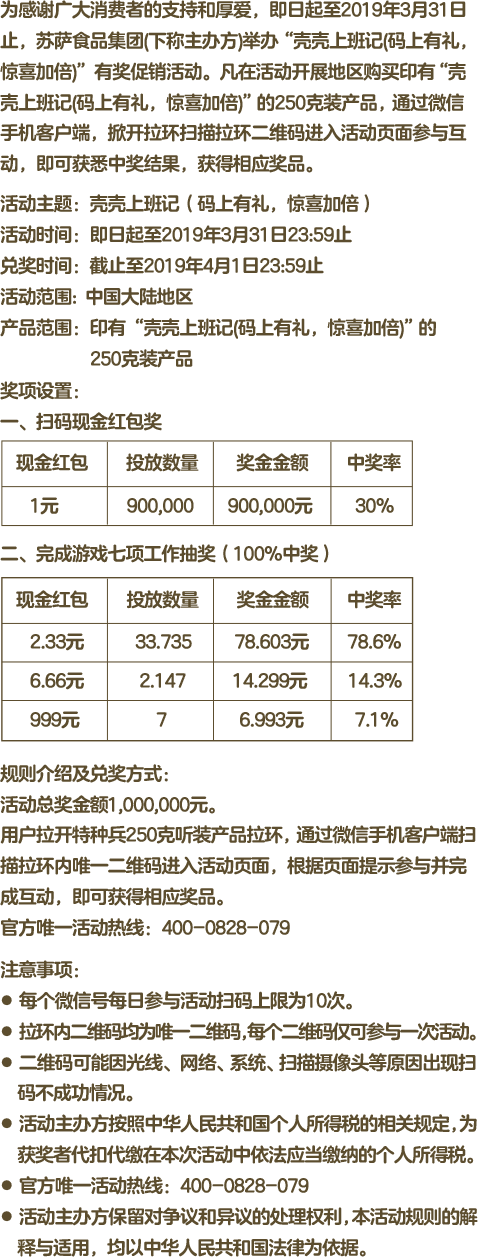 为感谢广大消费者的支持和厚爱，即日起至2019年3月31日
止，苏萨食品集团(下称主办方)举办“壳壳上班记(码上有礼，
惊喜加倍)”有奖促销活动。凡在活动开展地区购买印有“壳
壳上班记(码上有礼，惊喜加倍)”的250克装产品，通过微信
手机客户端，掀开拉环扫描拉环二维码进入活动页面参与互
动，即可获悉中奖结果，获得相应奖品。
活动主题：壳壳上班记（码上有礼，惊喜加倍）
活动时间：即日起至2019年3月31日23:59止
兑奖时间：截止至2019年4月1日23:59止
活动范围：中国大陆地区
产品范围：印有“壳壳上班记(码上有礼，惊喜加倍)”的
250克装产品
奖项设置：
一、扫码现金红包奖
现金红包 投放数量 奖金金额 中奖率
1元 900,000 900,000元 30%
二、完成游戏七项工作抽奖（100%中奖）
现金红包 投放数量 奖金金额 中奖率
2.33元 33.735 78.603元 78.6%
6.66元 2.147 14.299元 14.3%
999元 7 6.993元 7.1%
规则介绍及兑奖方式：
活动总奖金额1,000,000元。
用户拉开特种兵250克听装产品拉环，通过微信手机客户端扫
描拉环内唯一二维码进入活动页面，根据页面提示参与并完
成互动，即可获得相应奖品。
官方唯一活动热线：400-0828-079
注意事项：
● 每个微信号每日参与活动扫码上限为10次。
● 拉环内二维码均为唯一二维码，每个二维码仅可参与一次活动。
● 二维码可能因光线、网络、系统、扫描摄像头等原因出现扫
码不成功情况。
● 活动主办方按照中华人民共和国个人所得税的相关规定，为
获奖者代扣代缴在本次活动中依法应当缴纳的个人所得税。
● 官方唯一活动热线：400-0828-079
● 活动主办方保留对争议和异议的处理权利，本活动规则的解
释与适用，均以中华人民共和国法律为依据。